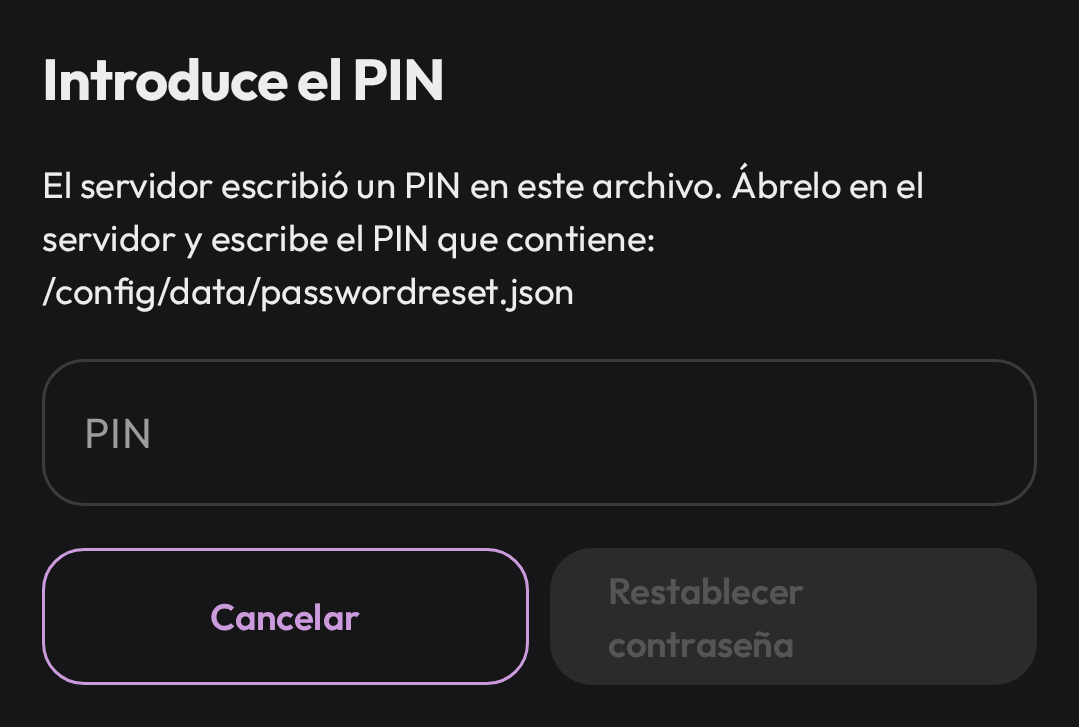 Introduce el PIN
El servidor escribió un PIN en este archivo. Ábrelo en el
servidor y escribe el PIN que contiene:
/config/data/passwordreset.json
PIN
Cancelar
Restablecer
contraseña